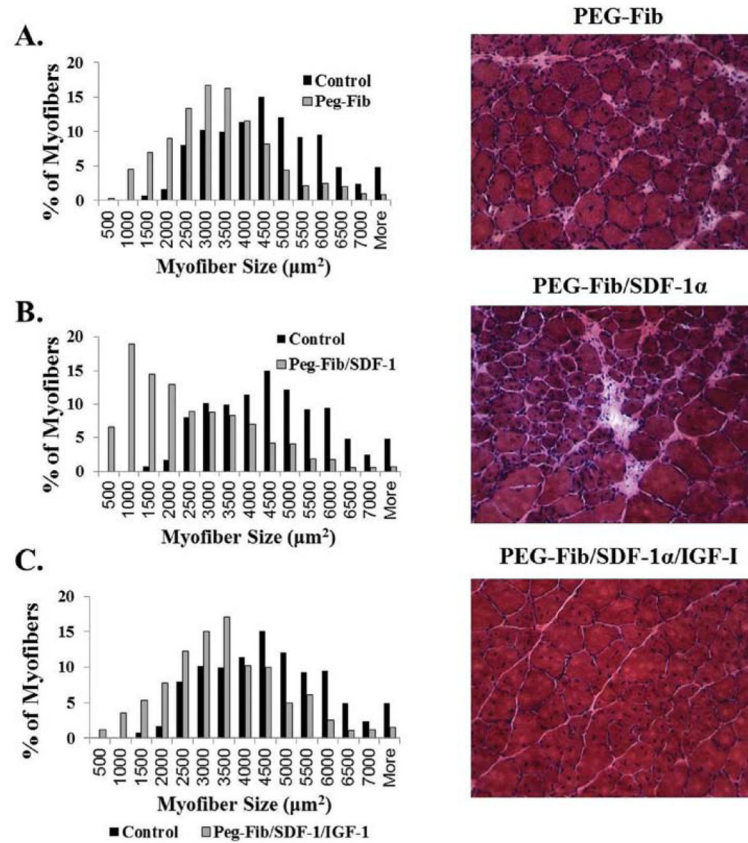 A.
PEG-Fib
20
15
10
5
0
% of Myofibers
Control
Peg-Fib
500 1000 1500 2000 2500 3000 3500 4000 4500 5000 5500 6000 6500 7000 More
Myofiber Size (µm²)
B.
PEG-Fib/SDF-1α
20
15
10
5
0
% of Myofibers
Control
Peg-Fib/SDF-1
500 1000 1500 2000 2500 3000 3500 4000 4500 5000 5500 6000 6500 7000 More
Myofiber Size (µm²)
C.
PEG-Fib/SDF-1α/IGF-I
20
15
10
5
0
% of Myofibers
500 1000 1500 2000 2500 3000 3500 4000 4500 5000 5500 6000 6500 7000 More
Myofiber Size (µm²)
Control Peg-Fib/SDF-1/IGF-1